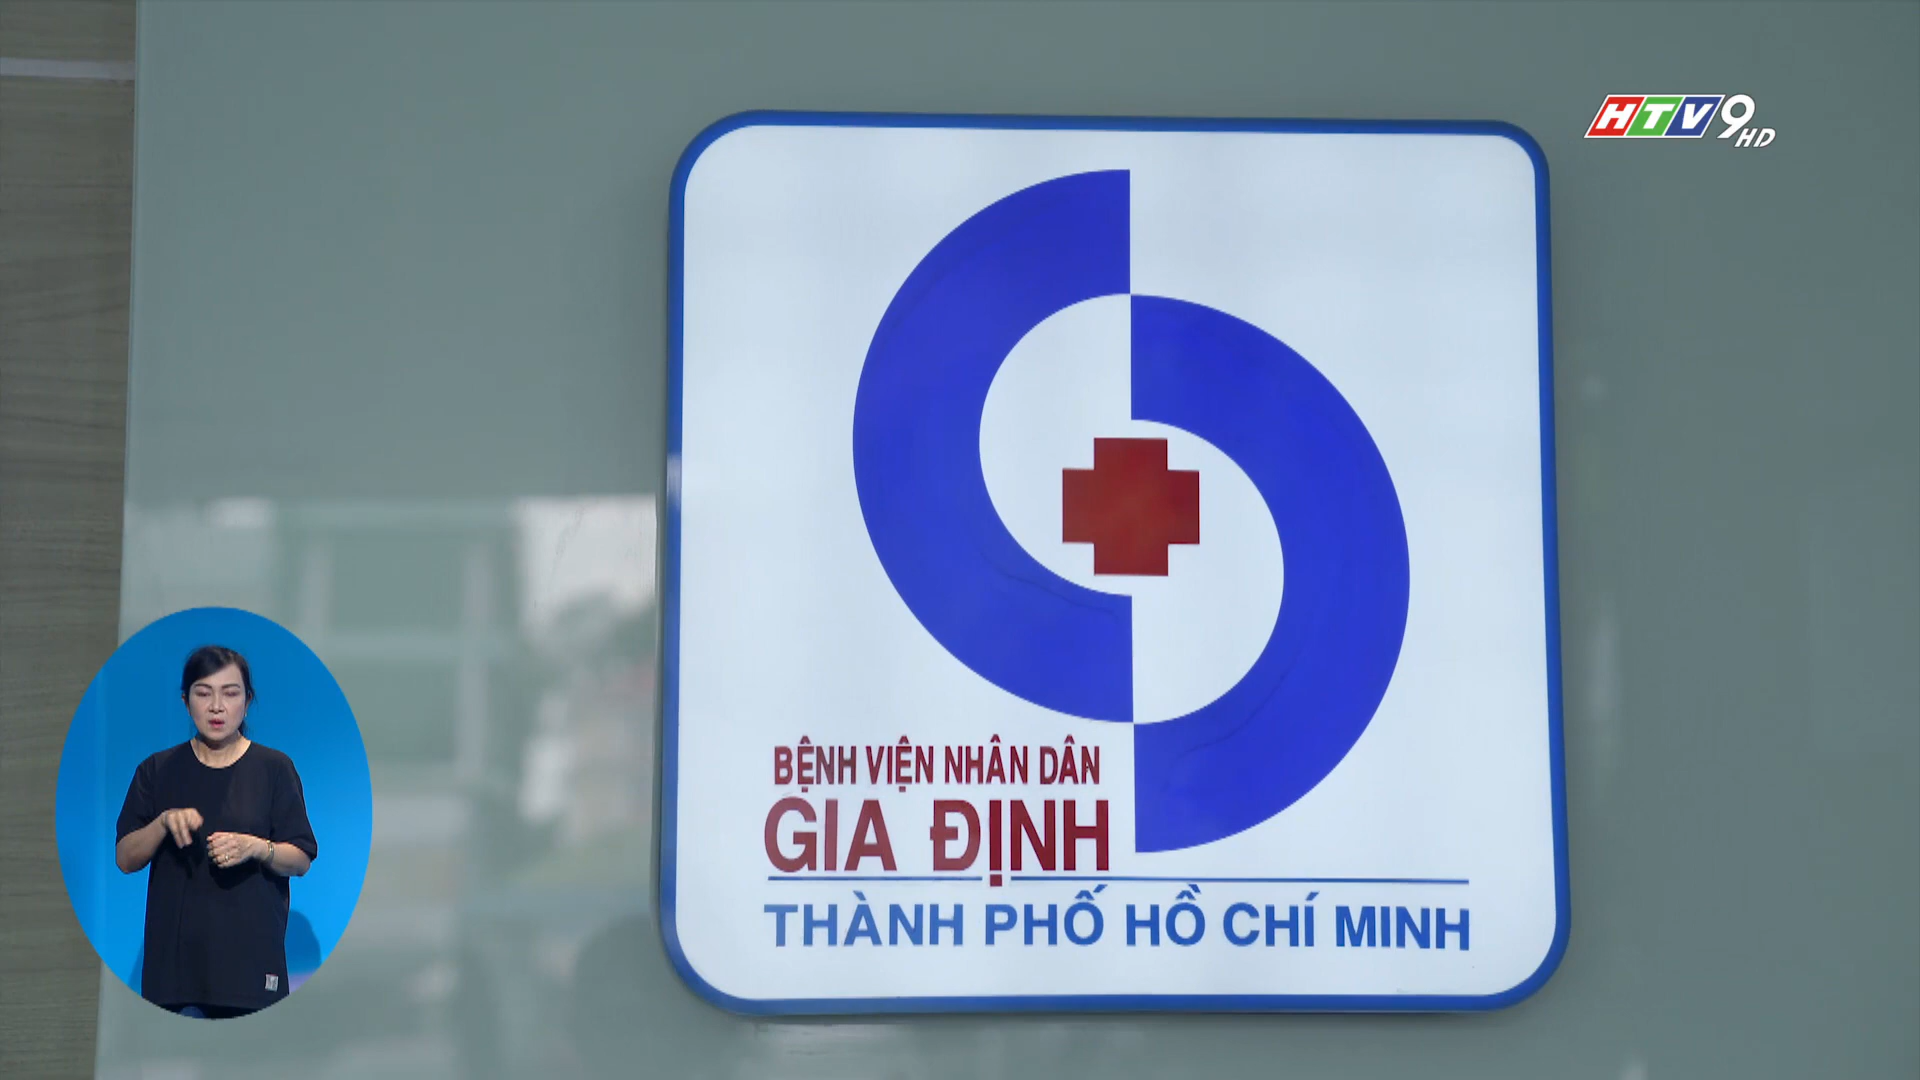 HTV9
HD
BỆNH VIỆN NHÂN DÂN
GIA ĐỊNH
THÀNH PHỐ HỒ CHÍ MINH